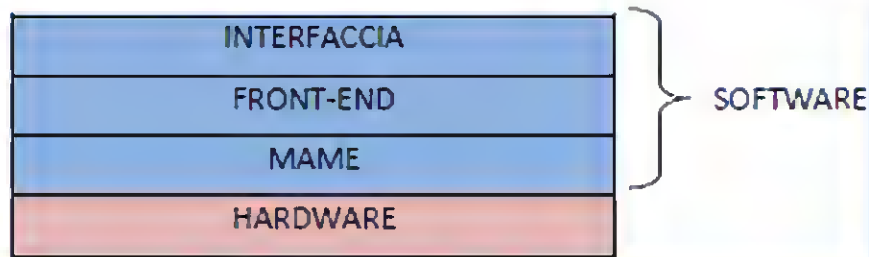 INTERFACCIA
FRONT-END
SOFTWARE
MAME
HARDWARE